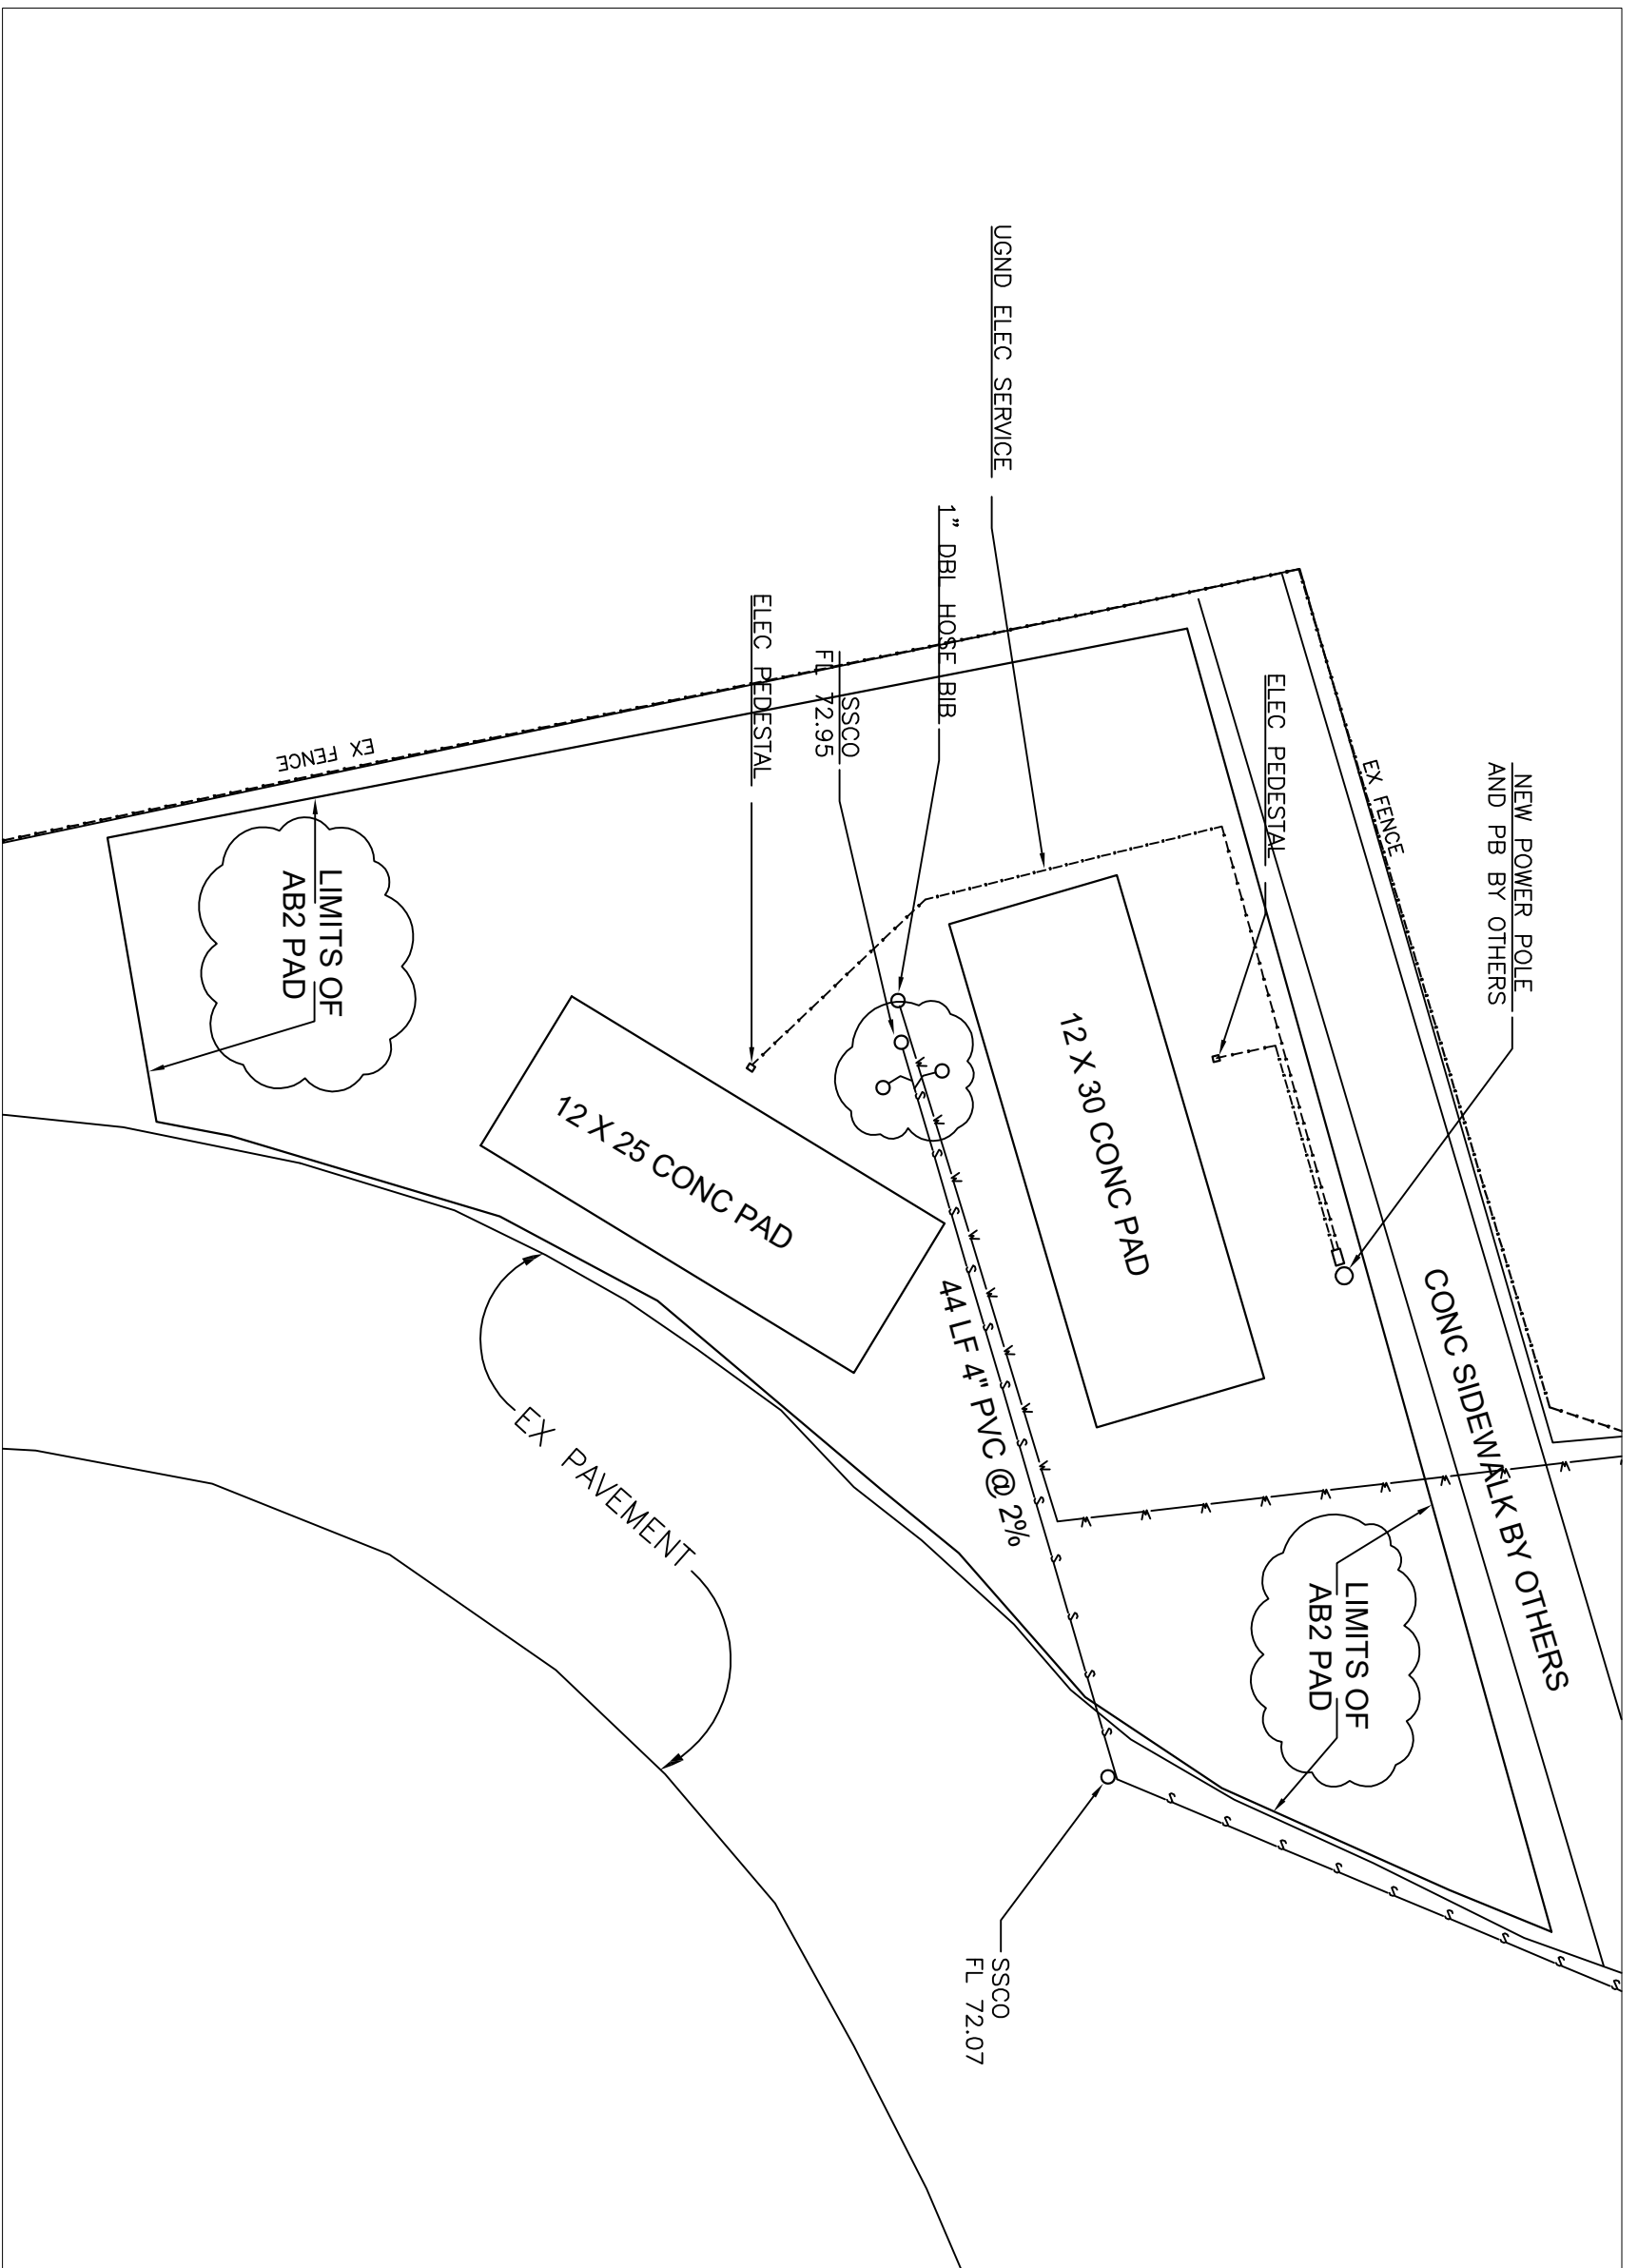 NEW POWER POLE
AND PB BY OTHERS
EX FENCE
CONC SIDEWALK BY OTHERS
ELEC PEDESTAL
LIMITS OF
AB2 PAD
12 X 30 CONC PAD
UGND ELEC SERVICE
1" DBL HOSE BIB
SSCO
FL 72.95
ELEC PEDESTAL
44 LF 4" PVC @ 2%
SSCO
FL 72.07
12 X 25 CONC PAD
EX PAVEMENT
EX FENCE
LIMITS OF
AB2 PAD
W W W W W W W W W W W W W W W W W W
S S S S S S S S S S S S S S S S S S S S S